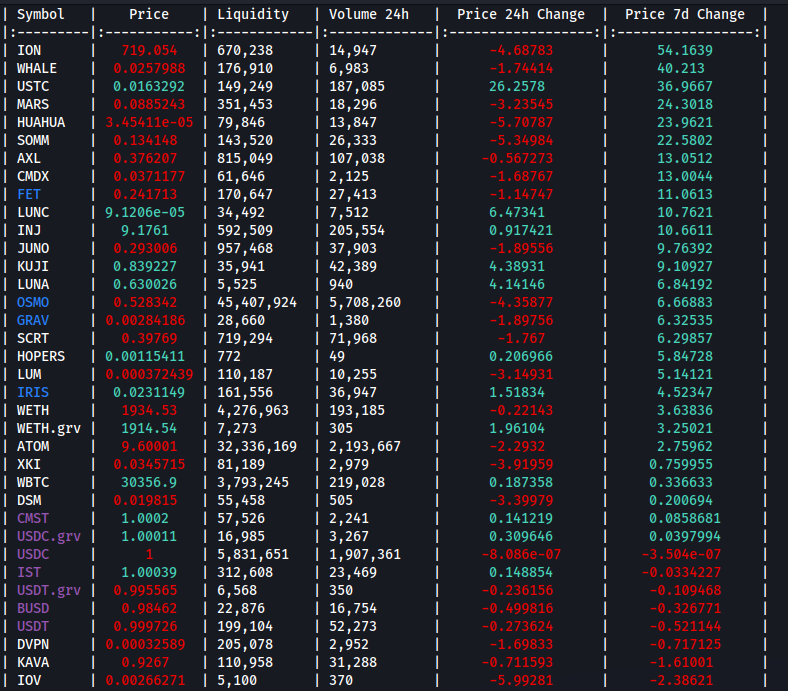 | Symbol | Price | Liquidity | Volume 24h | Price 24h Change | Price 7d Change |
|:---------|:-----------:|:------------|:-------------|:------------------:|:-----------------:|
| ION | 719.054 | 670,238 | 14,947 | -4.68783 | 54.1639 |
| WHALE | 0.0257988 | 176,910 | 6,983 | -1.74414 | 40.213 |
| USTC | 0.0163292 | 149,249 | 187,085 | 26.2578 | 36.9667 |
| MARS | 0.0885243 | 351,453 | 18,296 | -3.23545 | 24.3018 |
| HUAHUA | 3.45411e-05 | 79,846 | 13,847 | -5.70787 | 23.9621 |
| SOMM | 0.134148 | 143,520 | 26,333 | -5.34984 | 22.5802 |
| AXL | 0.376207 | 815,049 | 107,038 | -0.567273 | 13.0512 |
| CMDX | 0.0371177 | 61,646 | 2,125 | -1.68767 | 13.0044 |
| FET | 0.241713 | 170,647 | 27,413 | -1.14747 | 11.0613 |
| LUNC | 9.1206e-05 | 34,492 | 7,512 | 6.47341 | 10.7621 |
| INJ | 9.1761 | 592,509 | 205,554 | 0.917421 | 10.6611 |
| JUNO | 0.293006 | 957,468 | 37,903 | -1.89556 | 9.76392 |
| KUJI | 0.839227 | 35,941 | 42,389 | 4.38931 | 9.10927 |
| LUNA | 0.630026 | 5,525 | 940 | 4.14146 | 6.84192 |
| OSMO | 0.528342 | 45,407,924 | 5,708,260 | -4.35877 | 6.66883 |
| GRAV | 0.00284186 | 28,660 | 1,380 | -1.89756 | 6.32535 |
| SCRT | 0.39769 | 719,294 | 71,968 | -1.767 | 6.29857 |
| HOPERS | 0.00115411 | 772 | 49 | 0.206966 | 5.84728 |
| LUM | 0.000372439 | 110,187 | 10,255 | -3.14931 | 5.14121 |
| IRIS | 0.0231149 | 161,556 | 36,947 | 1.51834 | 4.52347 |
| WETH | 1934.53 | 4,276,963 | 193,185 | -0.22143 | 3.63836 |
| WETH.grv | 1914.54 | 7,273 | 305 | 1.96104 | 3.25021 |
| ATOM | 9.60001 | 32,336,169 | 2,193,667 | -2.2932 | 2.75962 |
| XKI | 0.0345715 | 81,189 | 2,979 | -3.91959 | 0.759955 |
| WBTC | 30356.9 | 3,793,245 | 219,028 | 0.187358 | 0.336633 |
| DSM | 0.019815 | 55,458 | 505 | -3.39979 | 0.200694 |
| CMST | 1.0002 | 57,526 | 2,241 | 0.141219 | 0.0858681 |
| USDC.grv | 1.00011 | 16,985 | 3,267 | 0.309646 | 0.0397994 |
| USDC | 1 | 5,831,651 | 1,907,361 | -8.086e-07 | -3.504e-07 |
| IST | 1.00039 | 312,608 | 23,469 | 0.148854 | -0.0334227 |
| USDT.grv | 0.995565 | 6,568 | 350 | -0.236156 | -0.109468 |
| BUSD | 0.98462 | 22,876 | 16,754 | -0.499816 | -0.326771 |
| USDT | 0.999726 | 199,104 | 52,273 | -0.273624 | -0.521144 |
| DVPN | 0.00032589 | 205,078 | 2,952 | -1.69833 | -0.717125 |
| KAVA | 0.9267 | 110,958 | 31,288 | -0.711593 | -1.61001 |
| IOV | 0.00266271 | 5,100 | 370 | -5.99281 | -2.38621 |